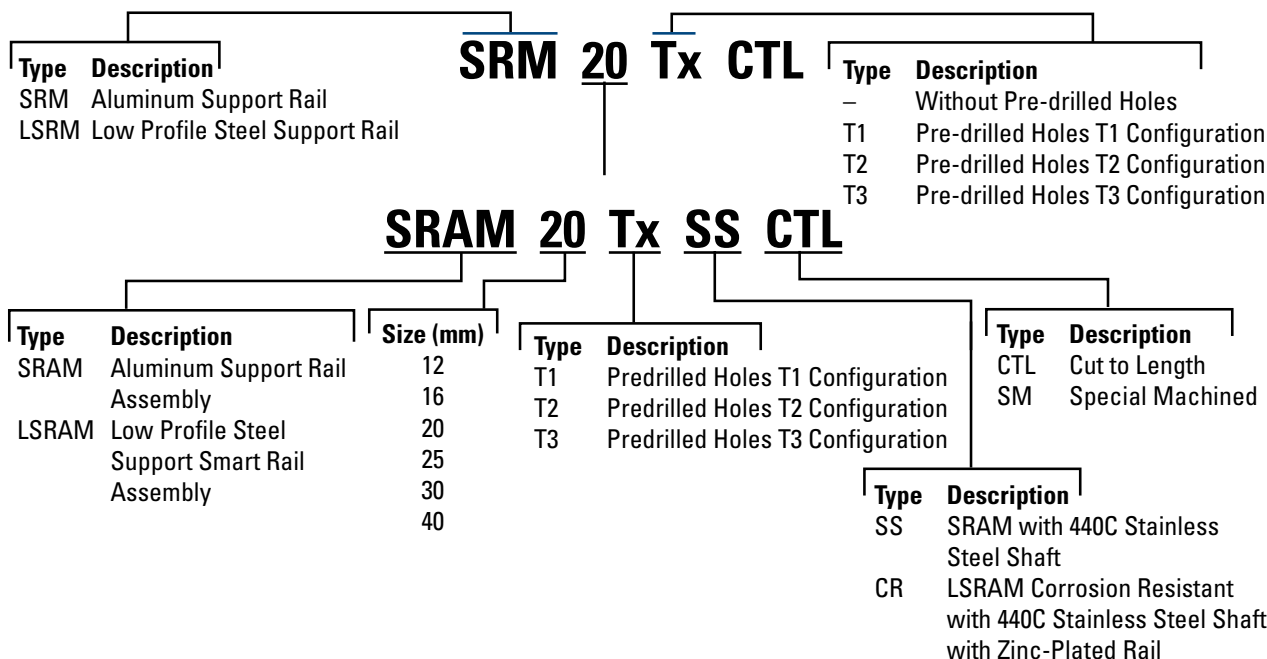 SRM 20 Tx CTL
Type Description
SRM Aluminum Support Rail
LSRM Low Profile Steel Support Rail
Type Description
– Without Pre-drilled Holes
T1 Pre-drilled Holes T1 Configuration
T2 Pre-drilled Holes T2 Configuration
T3 Pre-drilled Holes T3 Configuration
SRAM 20 Tx SS CTL
Type Description
SRAM Aluminum Support Rail
Assembly
LSRAM Low Profile Steel
Support Smart Rail
Assembly
Size (mm)
12
16
20
25
30
40
Type Description
T1 Predrilled Holes T1 Configuration
T2 Predrilled Holes T2 Configuration
T3 Predrilled Holes T3 Configuration
Type Description
CTL Cut to Length
SM Special Machined
Type Description
SS SRAM with 440C Stainless
Steel Shaft
CR LSRAM Corrosion Resistant
with 440C Stainless Steel Shaft
with Zinc-Plated Rail